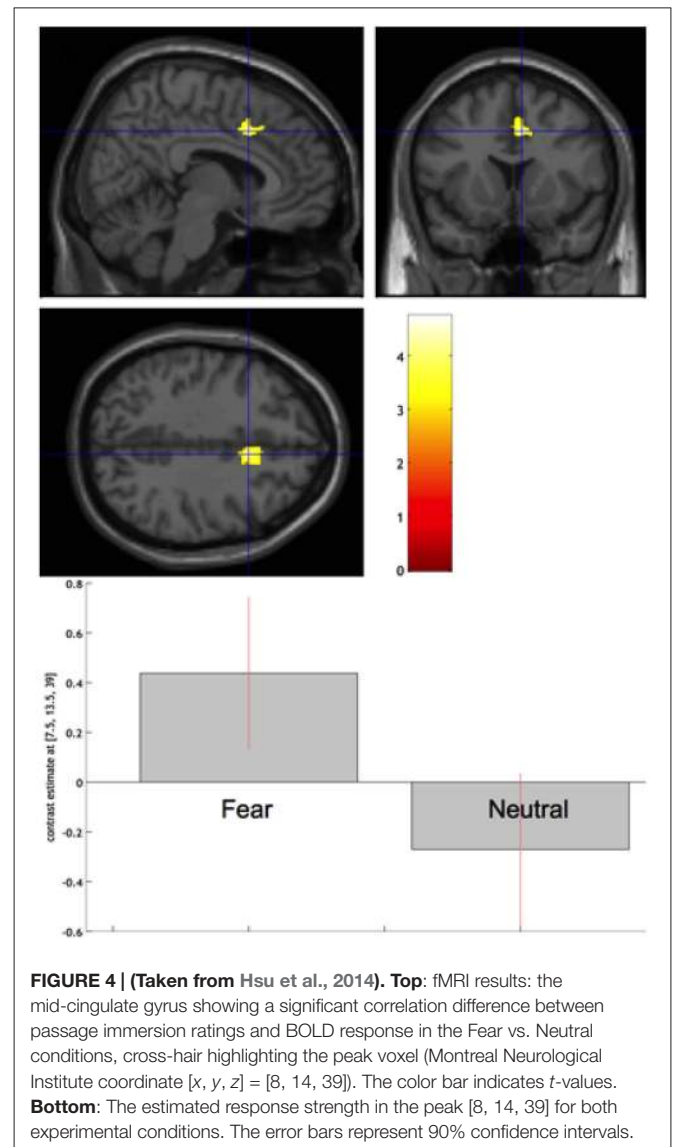 4
3
2
1
0
0.8
0.6
0.4
0.2
0
-0.2
-0.4
-0.6
contrast estimate at [7.5, 13.5, 39]
Fear
Neutral
FIGURE 4 | (Taken from Hsu et al., 2014). Top: fMRI results: the
mid-cingulate gyrus showing a significant correlation difference between
passage immersion ratings and BOLD response in the Fear vs. Neutral
conditions, cross-hair highlighting the peak voxel (Montreal Neurological
Institute coordinate [x, y, z] = [8, 14, 39]). The color bar indicates t-values.
Bottom: The estimated response strength in the peak [8, 14, 39] for both
experimental conditions. The error bars represent 90% confidence intervals.